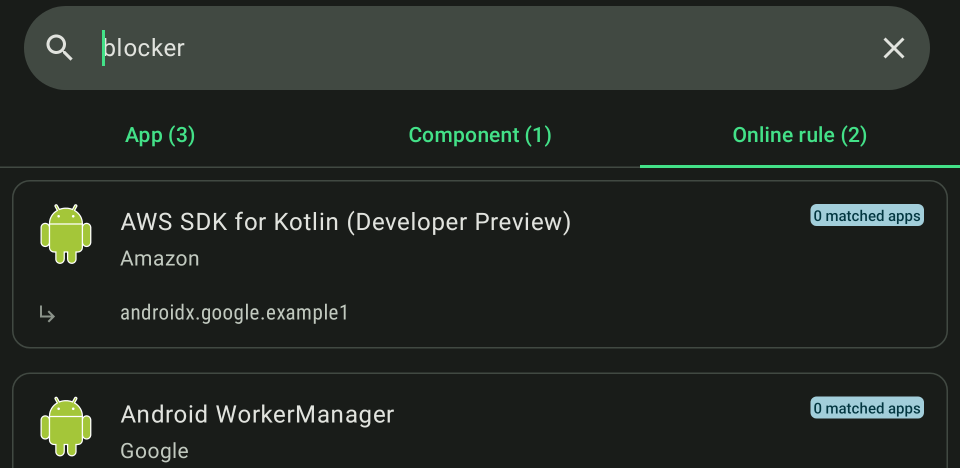 blocker
App (3)
Component (1)
Online rule (2)
AWS SDK for Kotlin (Developer Preview)
0 matched apps
Amazon
androidx.google.example1
Android WorkerManager
0 matched apps
Google